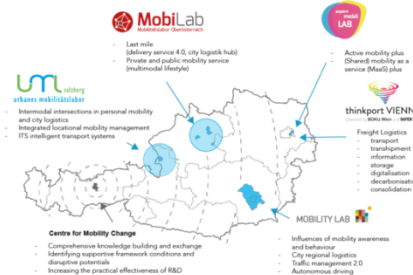 MobiLab
Mobilitätslabor Oberösterreich
- Last mile
(delivery service 4.0, city logistik hub)
- Private and public mobility service
(multimodal lifestyle)
mobil
LAB
- Active mobility plus
- (Shared) mobility as a
service (MaaS) plus
uml salzburg
urbanes mobilitätslabor
- Intermodal intersections in personal mobility
and city logistics
- Integrated locational mobility management
- ITS intelligent transport systems
thinkport VIENN
Freight Logistics
- transport
- transhipment
- information
- storage
- digitalisation
- decarbonisati
- consolidation
MOBILITY LAB
- Influences of mobility awareness
and behaviour
- City regional logistics
- Traffic management 2.0
- Autonomous driving
Centre for Mobility Change
- Comprehensive knowledge building and exchange
- Identifying supportive framework conditions and
disruptive potentials
- Increasing the practical effectiveness of R&D